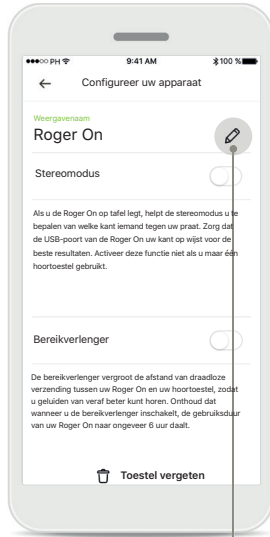 PH 9:41 AM 100 %
Configureer uw apparaat
Weergavenaam
Roger On
Stereomodus
Als u de Roger On op tafel legt, helpt de stereomodus u te
bepalen van welke kant iemand tegen uw praat. Zorg dat
de USB-poort van de Roger On uw kant op wijst voor de
beste resultaten. Activeer deze functie niet als u maar één
hoortoestel gebruikt.
Bereikverlenger
De bereikverlenger vergroot de afstand van draadloze
verzending tussen uw Roger On en uw hoortoestel, zodat
u geluiden van veraf beter kunt horen. Onthoud dat
wanneer u de bereikverlenger inschakelt, de gebruiksduur
van uw Roger On naar ongeveer 6 uur daalt.
Toestel vergeten